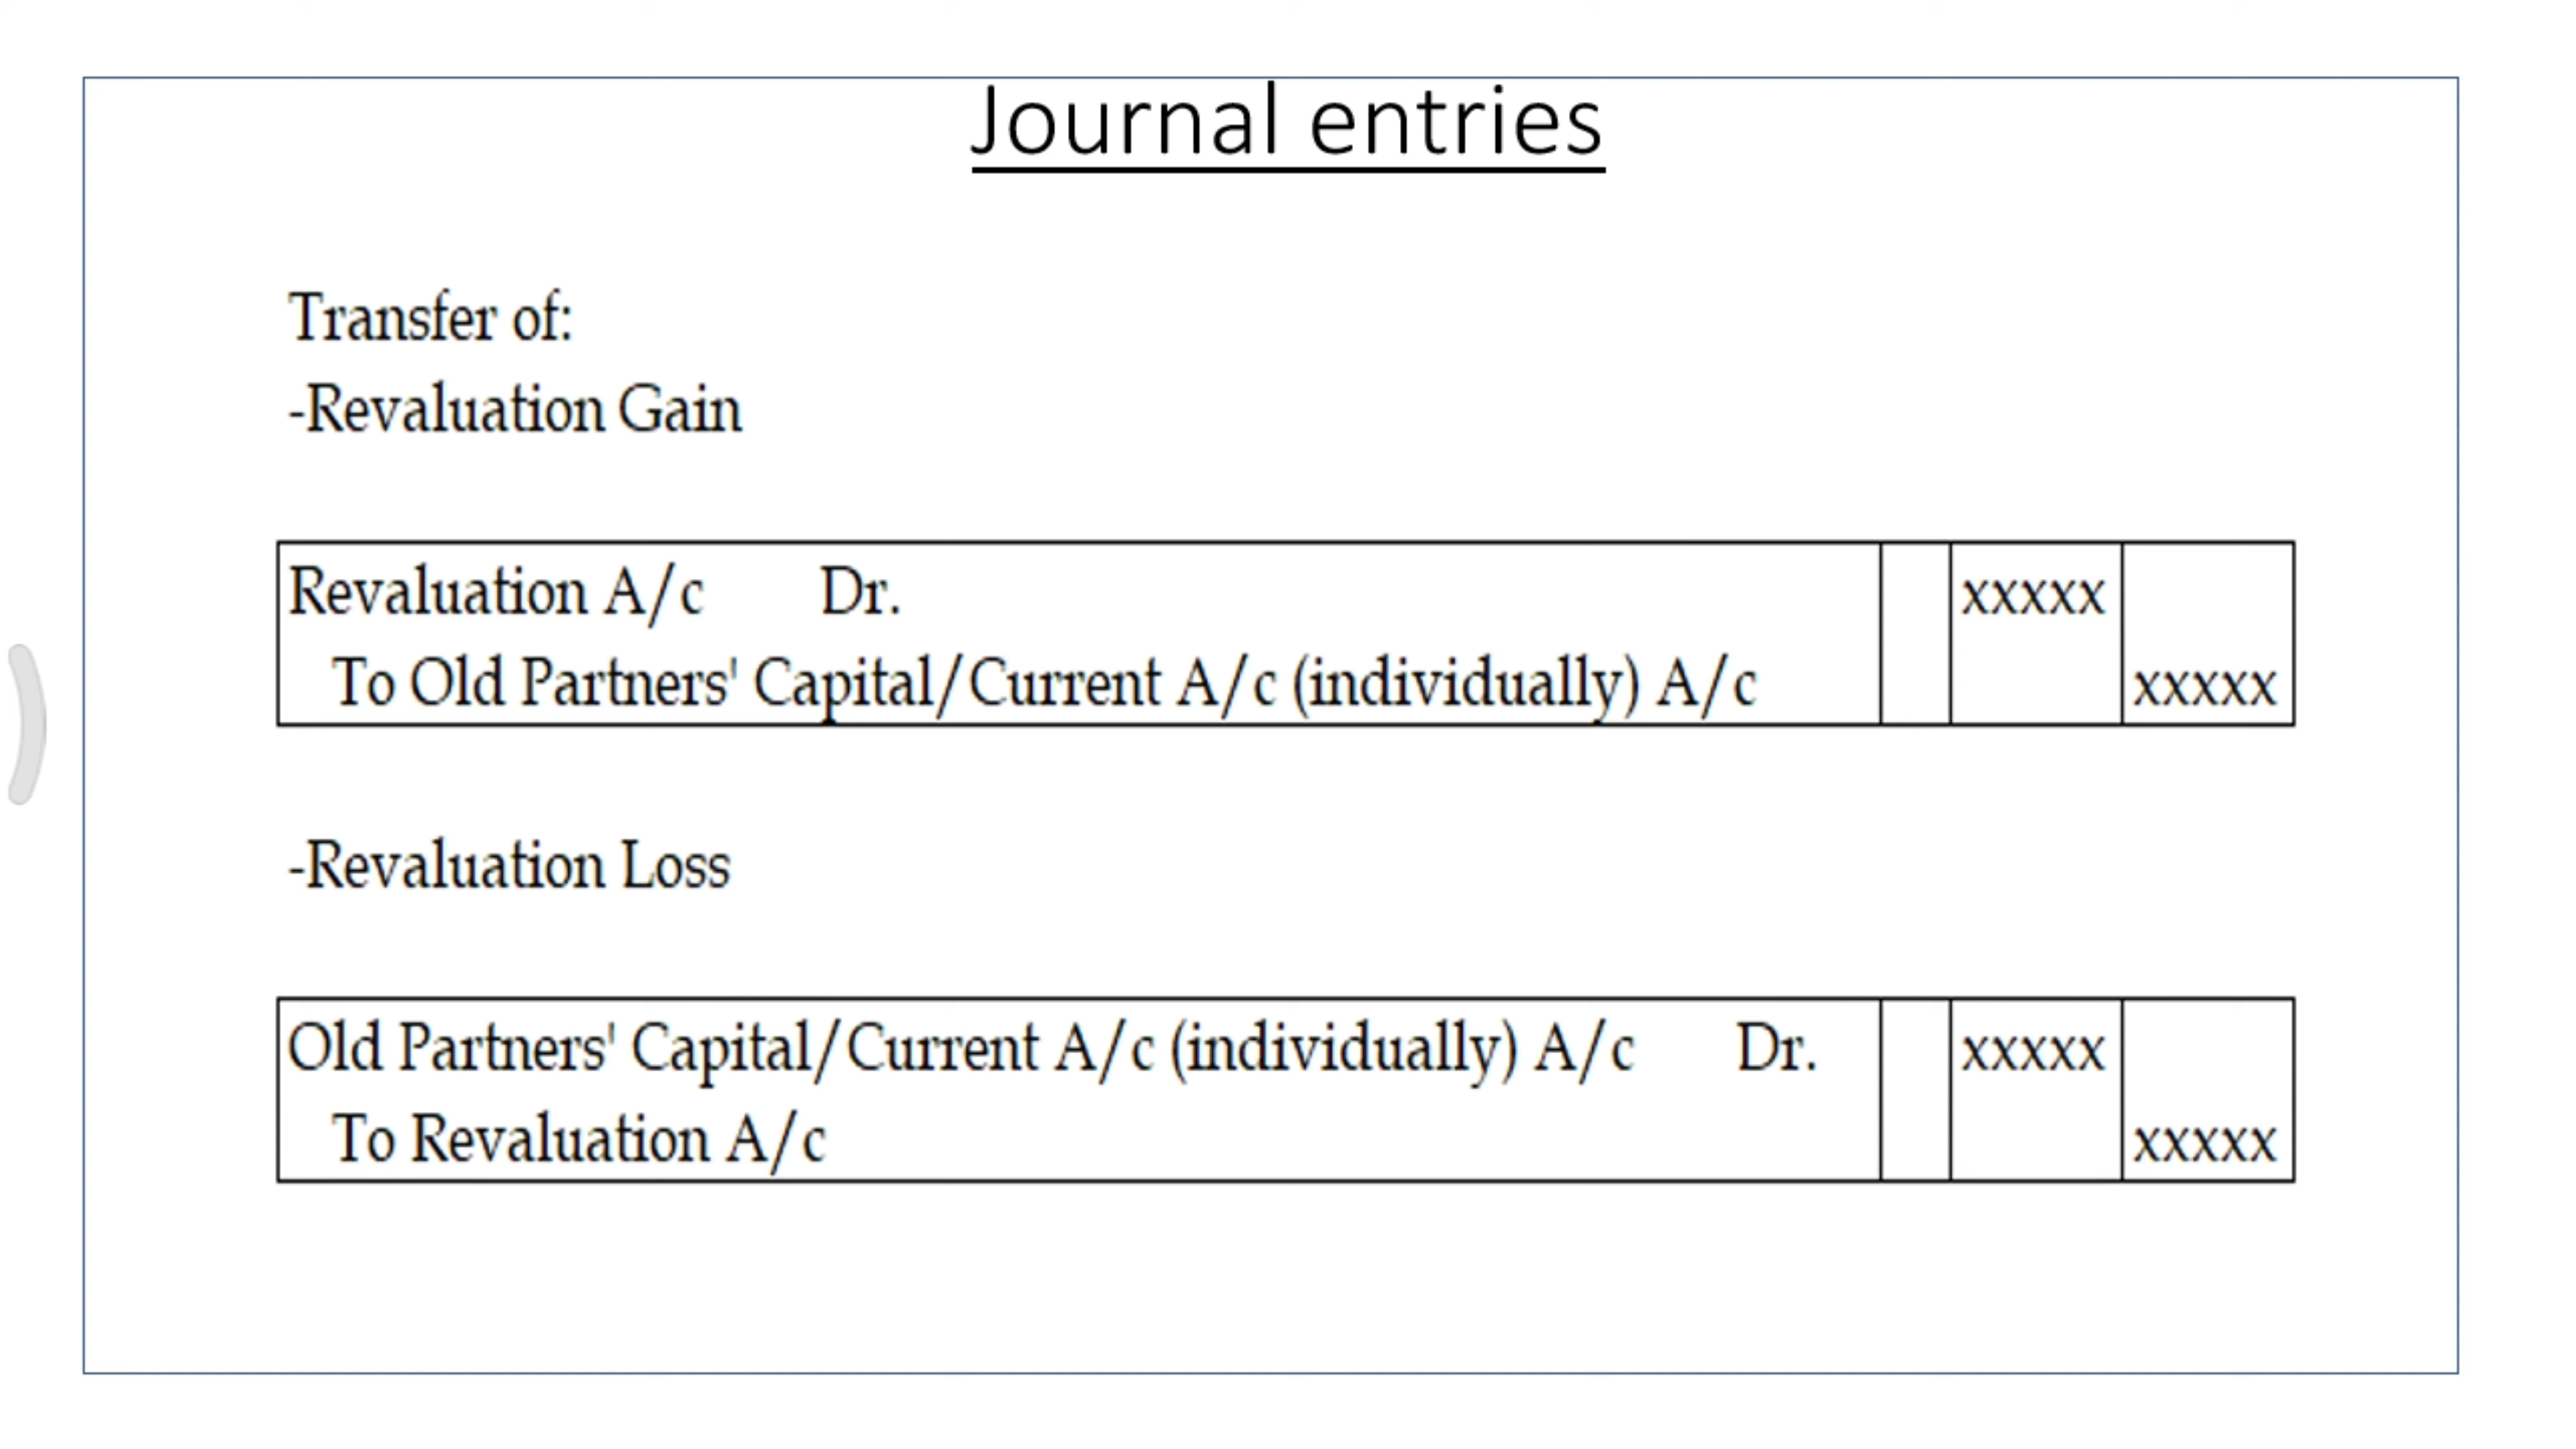 Journal entries
Transfer of:
-Revaluation Gain
Revaluation A/c Dr. xxxxx
To Old Partners' Capital/Current A/c (individually) A/c xxxxx
-Revaluation Loss
Old Partners' Capital/Current A/c (individually) A/c Dr. xxxxx
To Revaluation A/c xxxxx